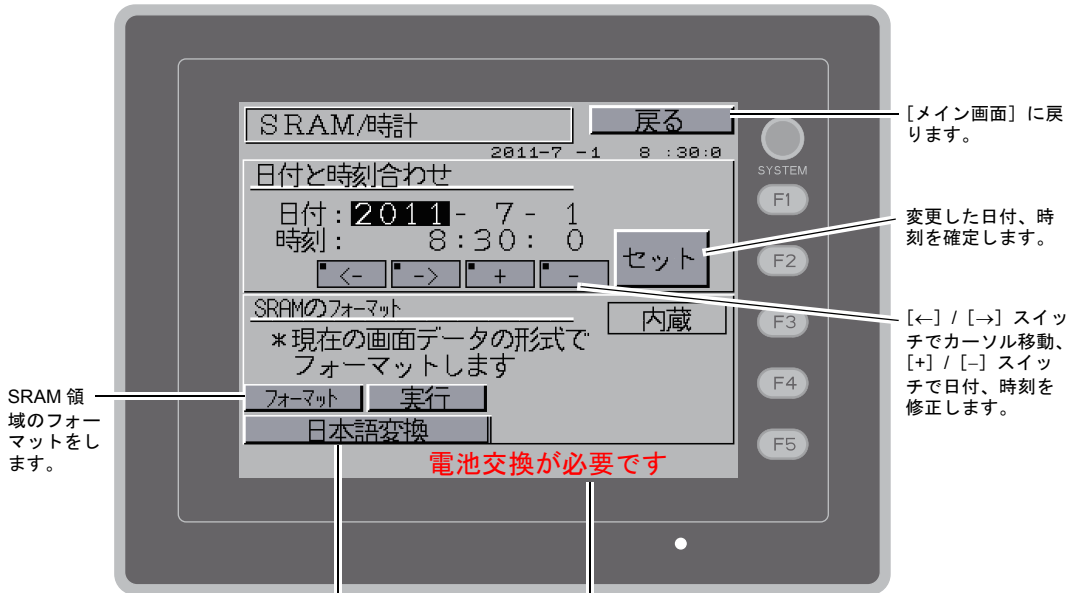 SRAM/時計
戻る
2011-7 -1 8 :30:0
日付と時刻合わせ
日付:2011- 7- 1
時刻: 8:30: 0
<- -> + -
セット
SRAMのフォーマット
内蔵
*現在の画面データの形式で
フォーマットします
フォーマット 実行
日本語変換
電池交換が必要です
SYSTEM
F1
F2
F3
F4
F5
[メイン画面]に戻
ります。
変更した日付、時
刻を確定します。
[←] / [→] スイッ
チでカーソル移動、
[+] / [–] スイッ
チで日付、時刻を
修正します。
SRAM 領
域のフォー
マットをし
ます。